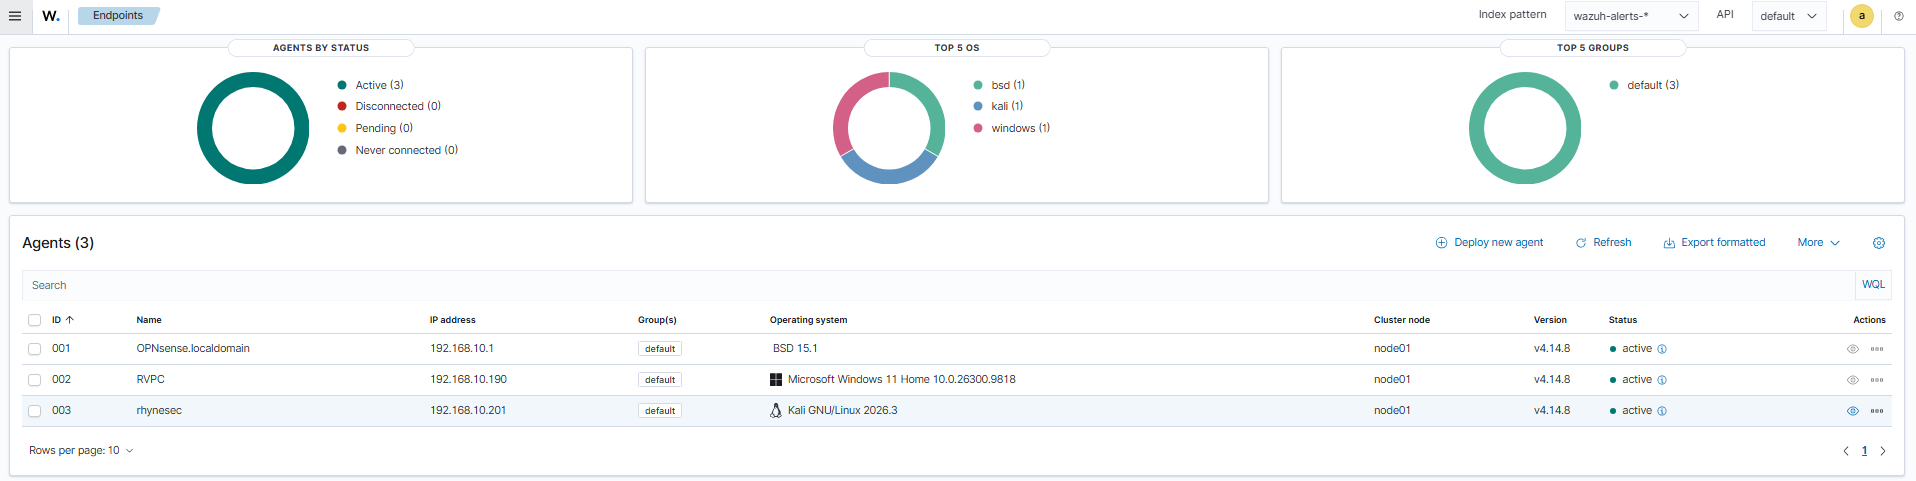 W. Endpoints Index pattern wazuh-alerts-* API default a
AGENTS BY STATUS
Active (3)
Disconnected (0)
Pending (0)
Never connected (0)
TOP 5 OS
bsd (1)
kali (1)
windows (1)
TOP 5 GROUPS
default (3)
Agents (3) Deploy new agent Refresh Export formatted More
Search WQL
ID Name IP address Group(s) Operating system Cluster node Version Status Actions
001 OPNsense.localdomain 192.168.10.1 default BSD 15.1 node01 v4.14.8 active
002 RVPC 192.168.10.190 default Microsoft Windows 11 Home 10.0.26300.9818 node01 v4.14.8 active
003 rhynesec 192.168.10.201 default Kali GNU/Linux 2026.3 node01 v4.14.8 active
Rows per page: 10 1